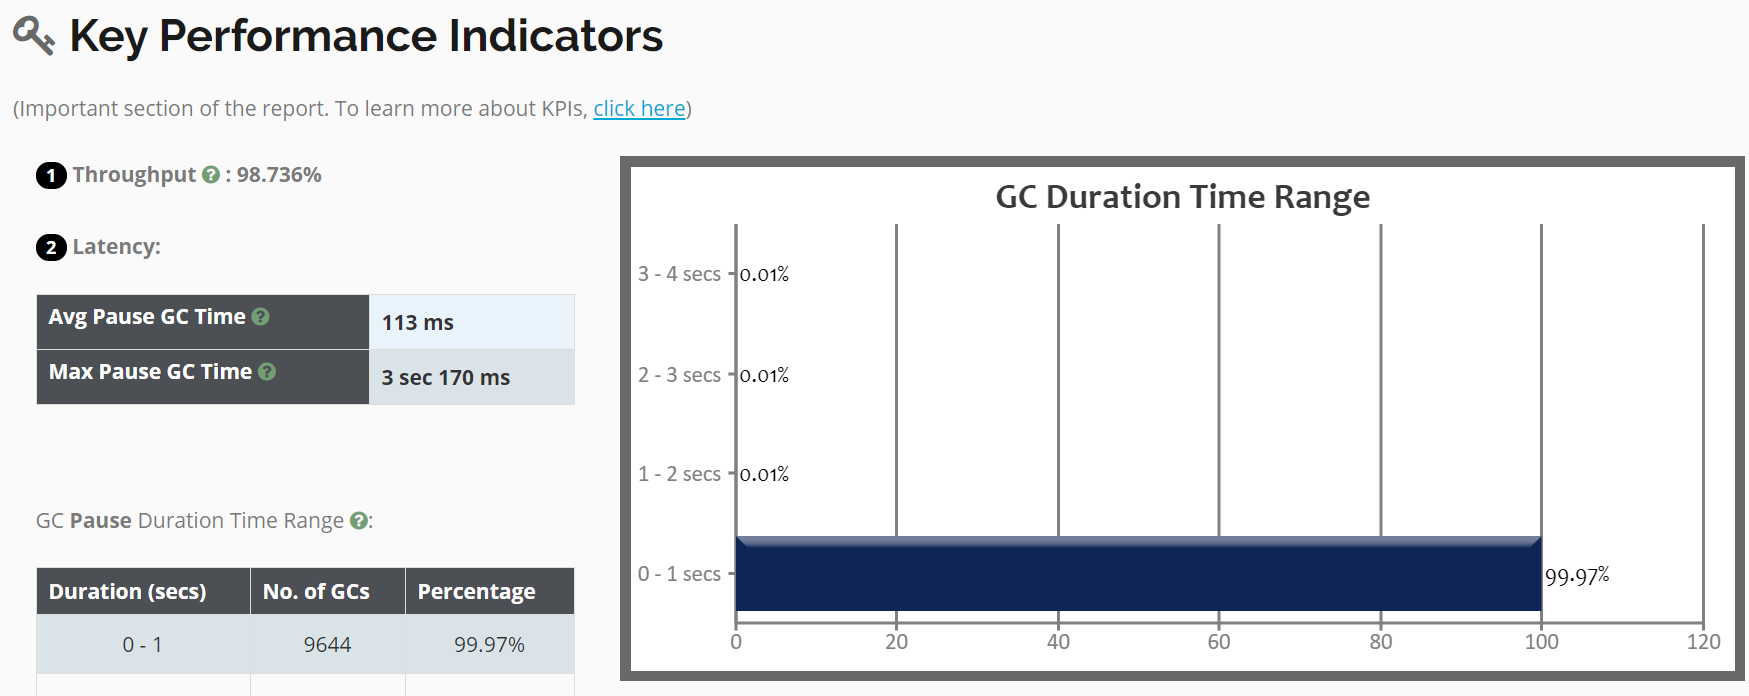 Key Performance Indicators
(Important section of the report. To learn more about KPIs, click here)
1 Throughput ? : 98.736%
2 Latency:
Avg Pause GC Time ? 113 ms
Max Pause GC Time ? 3 sec 170 ms
GC Pause Duration Time Range ?:
Duration (secs) No. of GCs Percentage
0 - 1 9644 99.97%
GC Duration Time Range
3 - 4 secs 0.01%
2 - 3 secs 0.01%
1 - 2 secs 0.01%
0 - 1 secs 99.97%
0 20 40 60 80 100 120